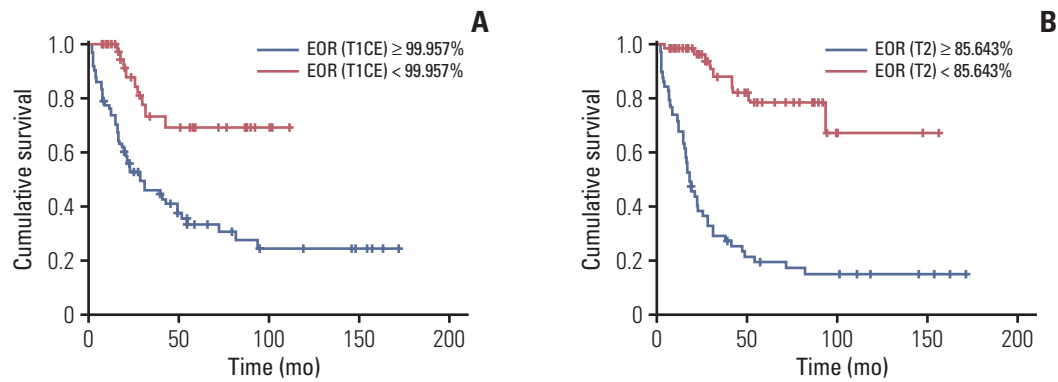 A
EOR (T1CE) ≥ 99.957%
EOR (T1CE) < 99.957%
Cumulative survival
1.0
0.8
0.6
0.4
0.2
0
0 50 100 150 200
Time (mo)
B
EOR (T2) ≥ 85.643%
EOR (T2) < 85.643%
Cumulative survival
1.0
0.8
0.6
0.4
0.2
0
0 50 100 150 200
Time (mo)